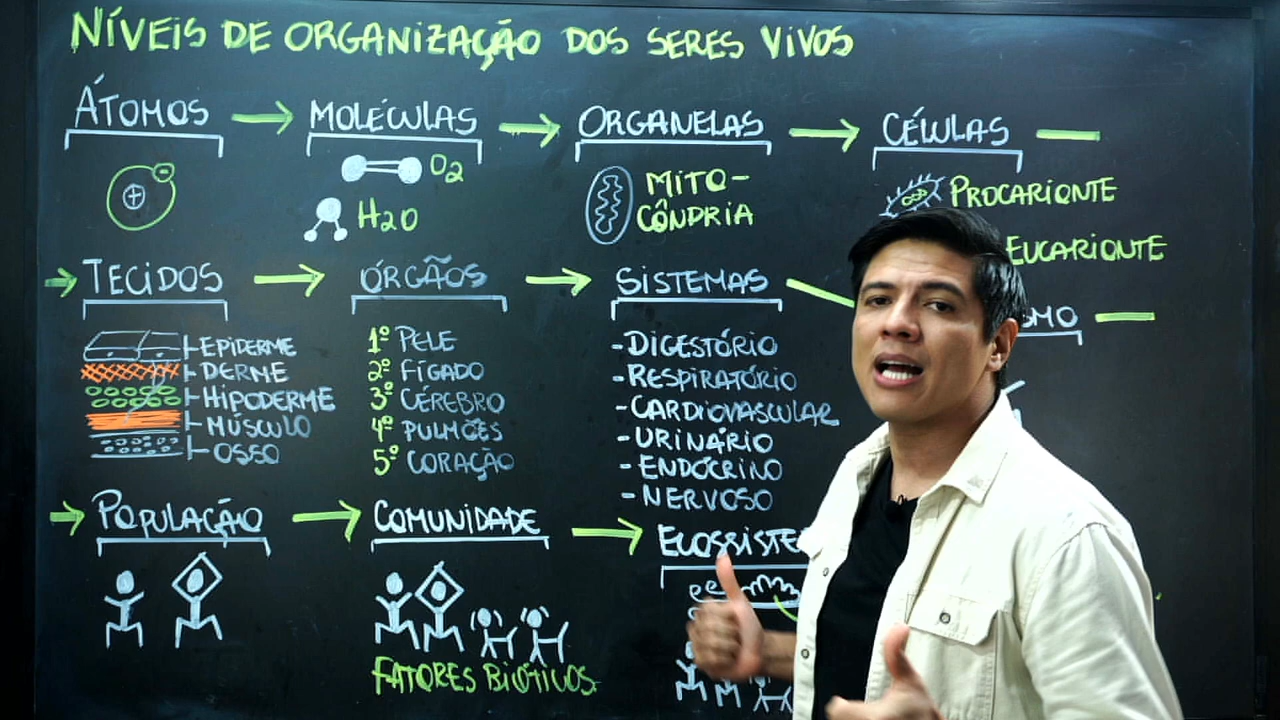 NÍVEIS DE ORGANIZAÇÃO DOS SERES VIVOS
ÁTOMOS → MOLÉCULAS → ORGANELAS → CÉLULAS
+ -
O2
H2O
MITO-
CÔNDRIA
PROCARIONTE
EUCARIONTE
→ TECIDOS → ÓRGÃOS → SISTEMAS
EPIDERME
DERME
HIPODERME
MÚSCULO
OSSO
1º PELE
2º FÍGADO
3º CÉREBRO
4º PULMÕES
5º CORAÇÃO
-DIGESTÓRIO
-RESPIRATÓRIO
-CARDIOVASCULAR
-URINÁRIO
-ENDÓCRINO
-NERVOSO
→ POPULAÇÃO → COMUNIDADE →
FATORES BIÓTIVOS